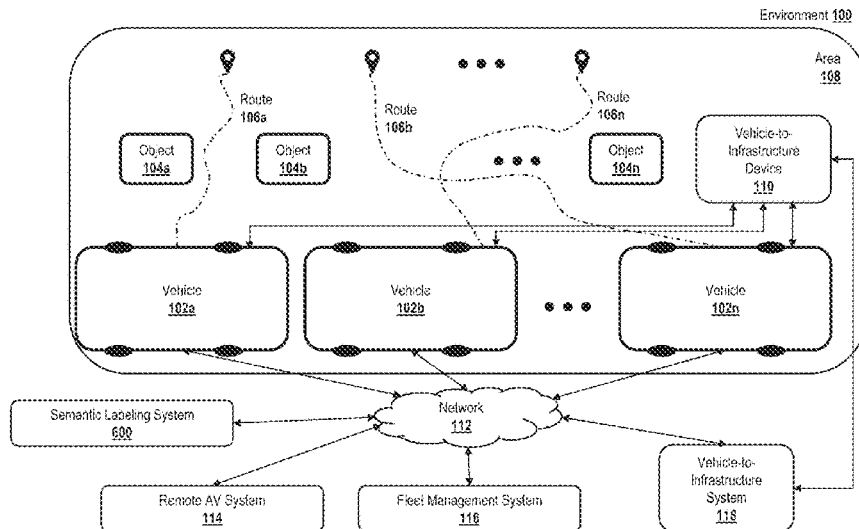 Environment 100
Area
108
Route
106a
Route
106b
Route
106n
Object
104a
Object
104b
Object
104n
Vehicle-to-
Infrastructure
Device
110
Vehicle
102a
Vehicle
102b
Vehicle
102n
Network
112
Semantic Labeling System
600
Remote AV System
114
Fleet Management System
116
Vehicle-to-
Infrastructure
System
118